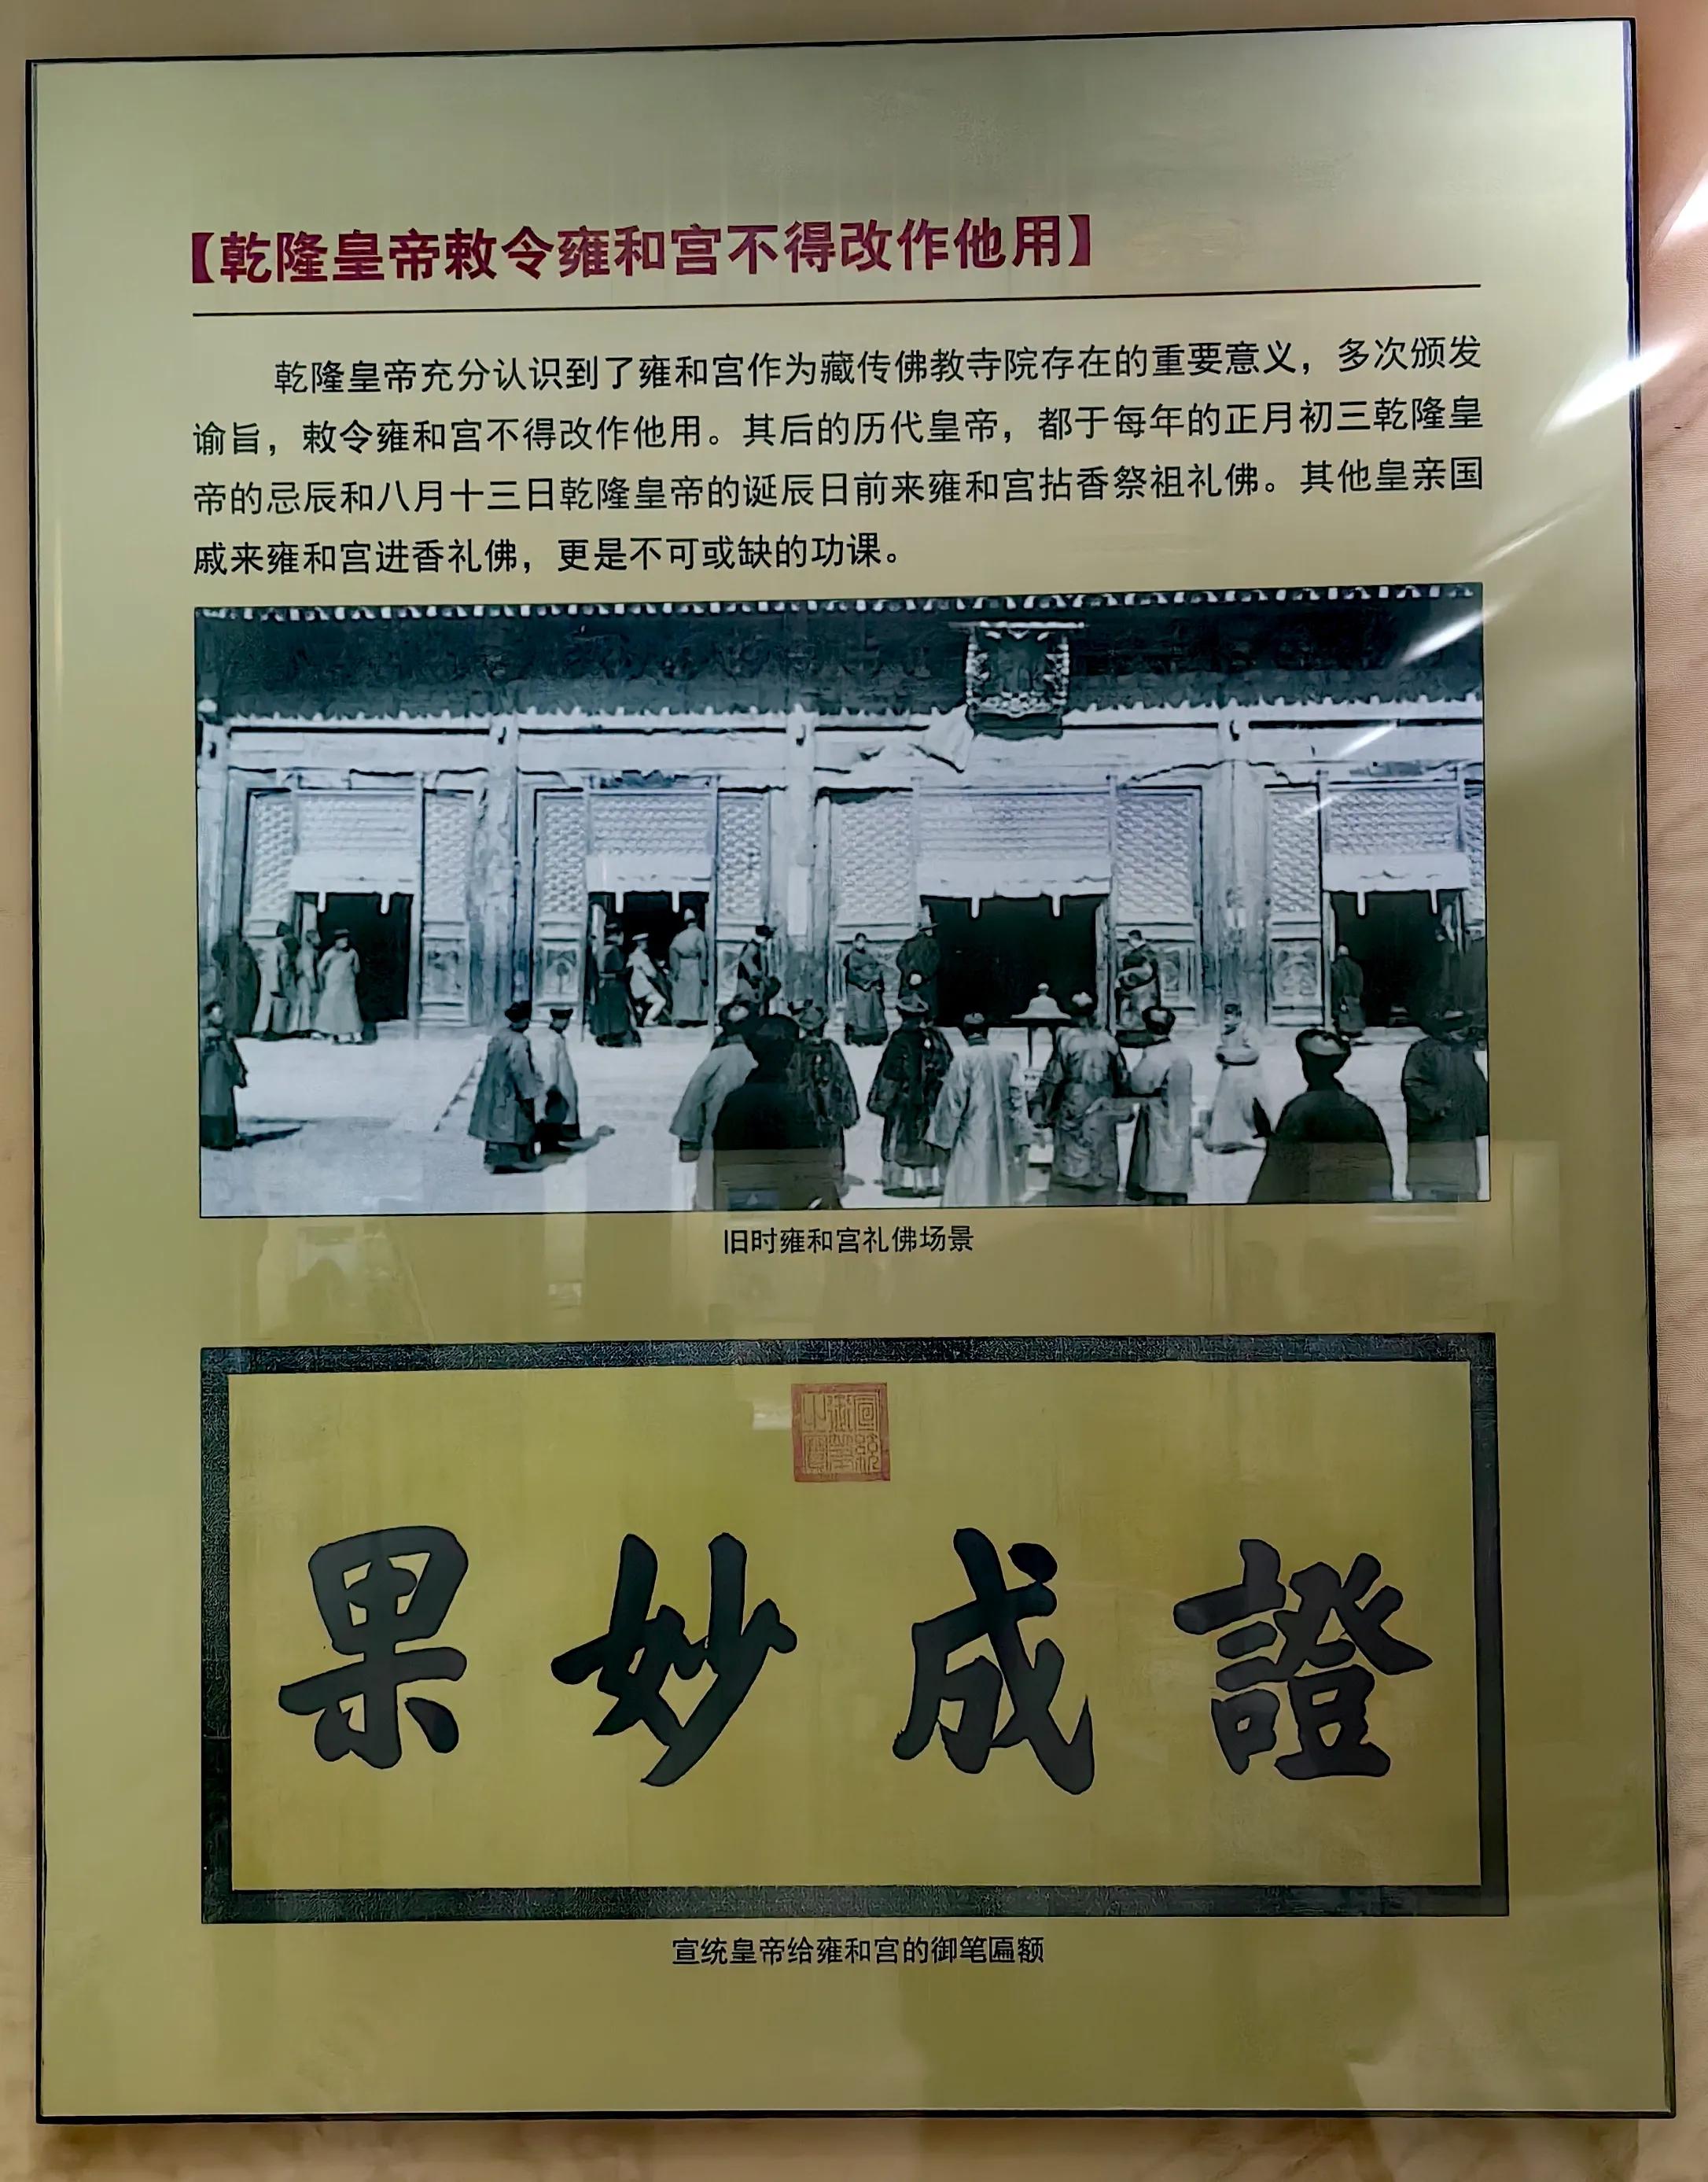 【乾隆皇帝敕令雍和宫不得改作他用】
乾隆皇帝充分认识到了雍和宫作为藏传佛教寺院存在的重要意义，多次颁发
谕旨，敕令雍和宫不得改作他用。其后的历代皇帝，都于每年的正月初三乾隆皇
帝的忌辰和八月十三日乾隆皇帝的诞辰日前来雍和宫拈香祭祖礼佛。其他皇亲国
戚来雍和宫进香礼佛，更是不可或缺的功课。
旧时雍和宫礼佛场景
宣統御筆之寶
證成妙果
宣统皇帝给雍和宫的御笔匾额